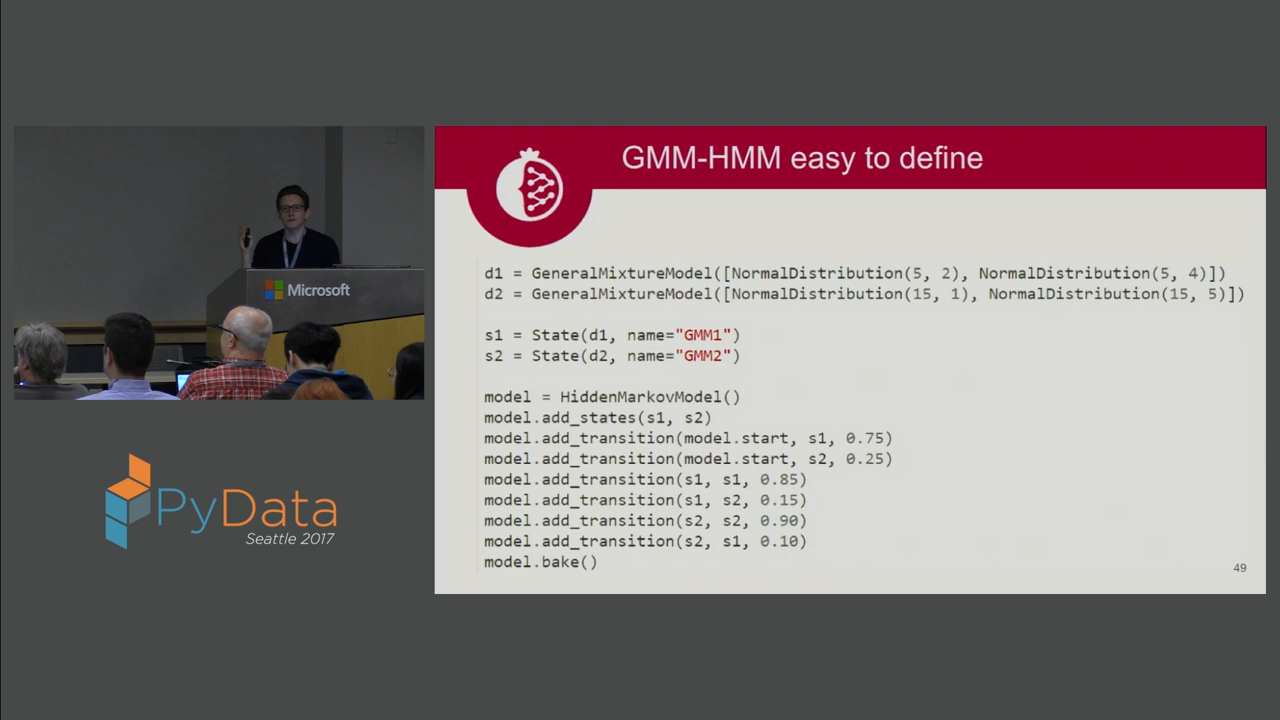 GMM-HMM easy to define
d1 = GeneralMixtureModel([NormalDistribution(5, 2), NormalDistribution(5, 4)])
d2 = GeneralMixtureModel([NormalDistribution(15, 1), NormalDistribution(15, 5)])
s1 = State(d1, name="GMM1")
s2 = State(d2, name="GMM2")
model = HiddenMarkovModel()
model.add_states(s1, s2)
model.add_transition(model.start, s1, 0.75)
model.add_transition(model.start, s2, 0.25)
model.add_transition(s1, s1, 0.85)
model.add_transition(s1, s2, 0.15)
model.add_transition(s2, s2, 0.90)
model.add_transition(s2, s1, 0.10)
model.bake()
49
Microsoft
PyData
Seattle 2017